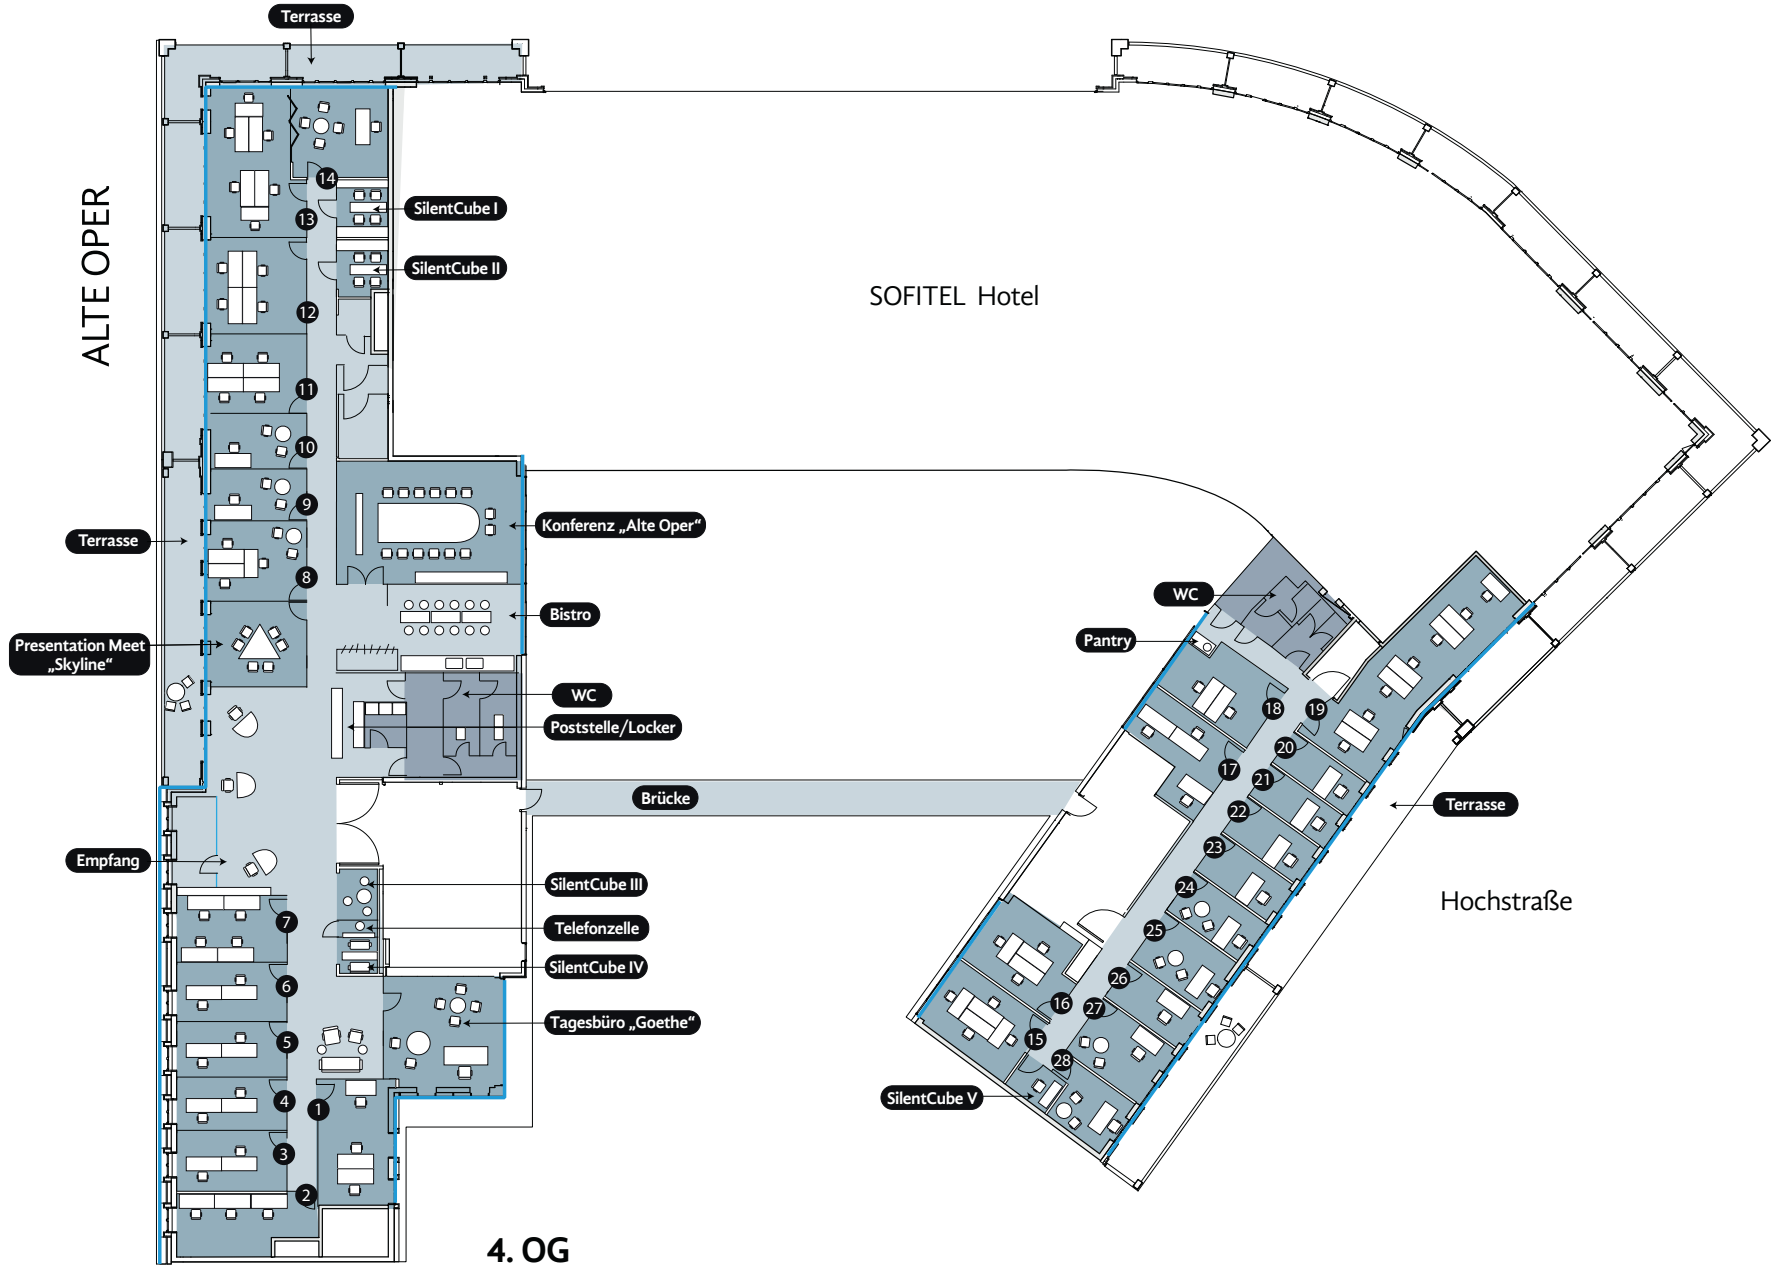 Terrasse
ALTE OPER
14
SilentCube I
13
SilentCube II
12
SOFITEL Hotel
11
10
9
Konferenz „Alte Oper“
Terrasse
8
Bistro
Presentation Meet
„Skyline“
WC
Poststelle/Locker
WC
Pantry
18
19
20
17
21
22
23
24
25
26
27
16
15
28
Brücke
Terrasse
Empfang
SilentCube III
7
Telefonzelle
SilentCube IV
6
Tagesbüro „Goethe“
5
4
1
3
2
SilentCube V
Hochstraße
4. OG